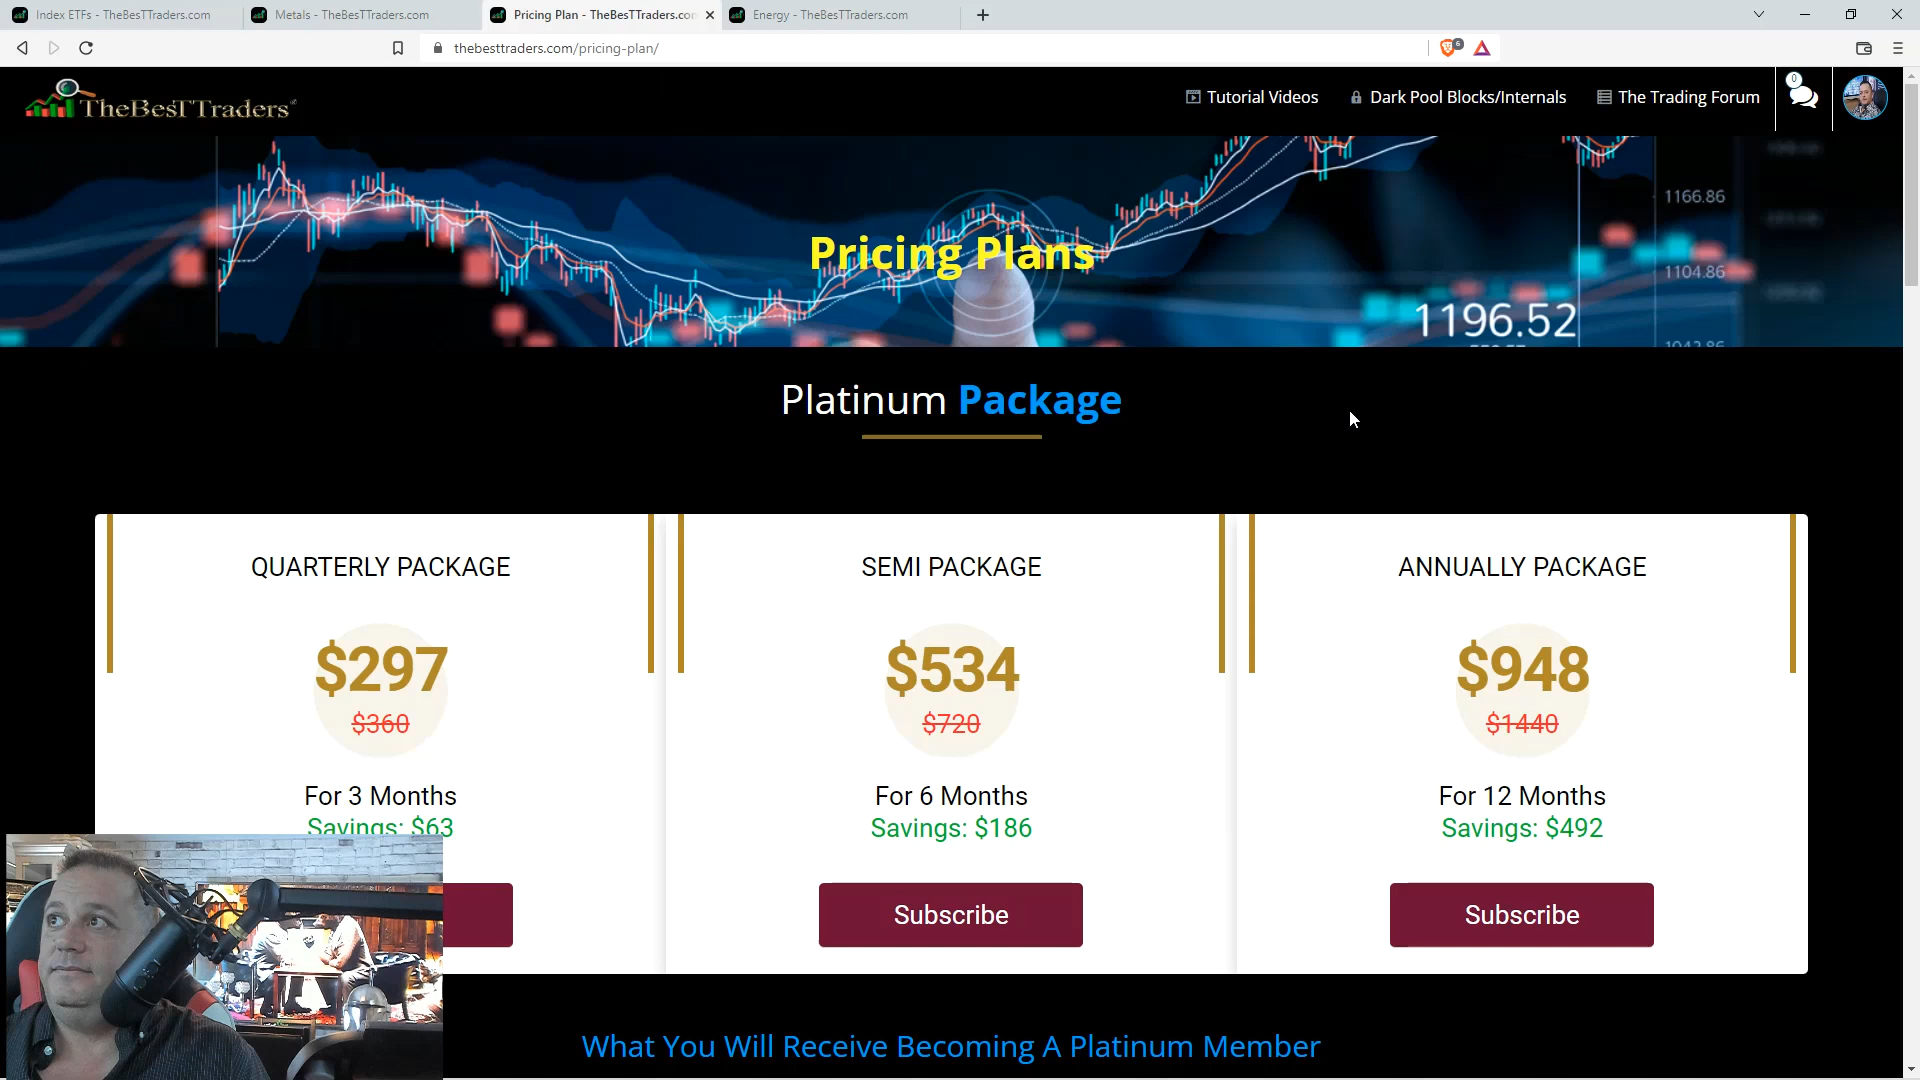 Index ETFs - TheBesTTraders.com
Metals - TheBesTTraders.com
Pricing Plan - TheBesTTraders.co
Energy - TheBesTTraders.com
thebesttraders.com/pricing-plan/
6
TheBesTTraders
Tutorial Videos
Dark Pool Blocks/Internals
The Trading Forum
0
1166.86
Pricing Plans
1104.86
1196.52
Platinum Package
QUARTERLY PACKAGE
SEMI PACKAGE
ANNUALLY PACKAGE
$297
$534
$948
$360
$720
$1440
For 3 Months
For 6 Months
For 12 Months
Savings: $63
Savings: $186
Savings: $492
Subscribe
Subscribe
What You Will Receive Becoming A Platinum Member